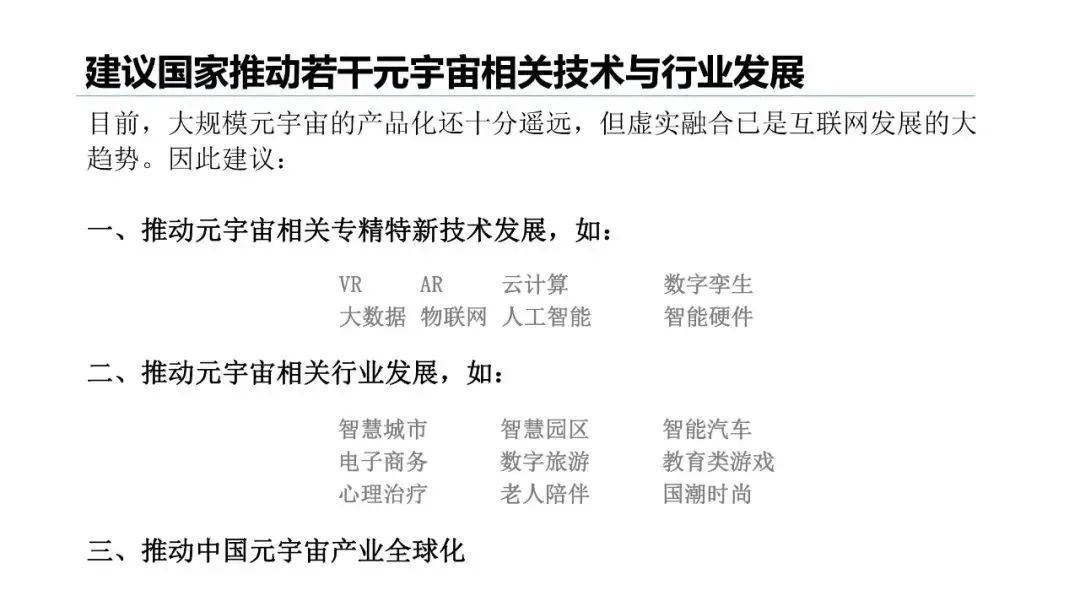 建议国家推动若干元宇宙相关技术与行业发展
目前，大规模元宇宙的产品化还十分遥远，但虚实融合已是互联网发展的大
趋势。因此建议：
一、推动元宇宙相关专精特新技术发展，如：
VR AR 云计算 数字孪生
大数据 物联网 人工智能 智能硬件
二、推动元宇宙相关行业发展，如：
智慧城市 智慧园区 智能汽车
电子商务 数字旅游 教育类游戏
心理治疗 老人陪伴 国潮时尚
三、推动中国元宇宙产业全球化